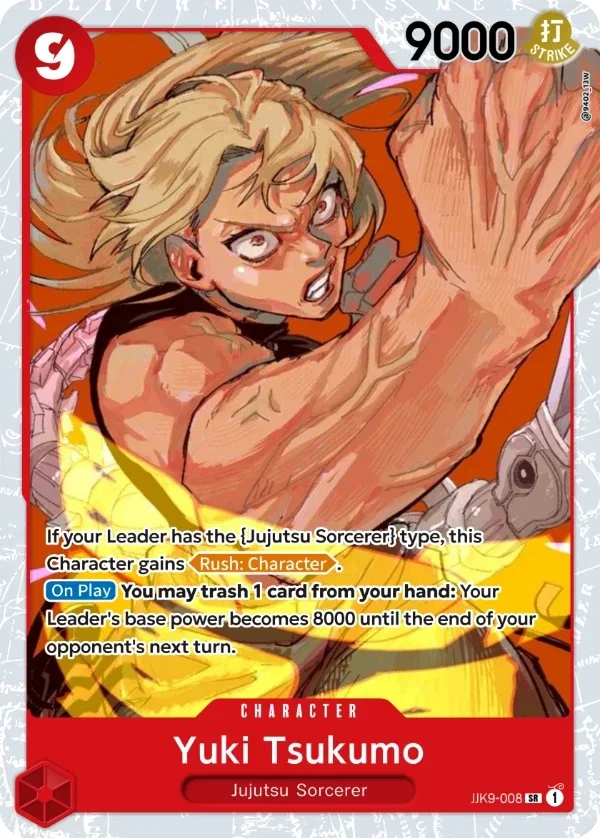 9
9000
打
STRIKE
@9402_13W
If your Leader has the {Jujutsu Sorcerer} type, this
Character gains Rush: Character.
On Play You may trash 1 card from your hand: Your
Leader's base power becomes 8000 until the end of your
opponent's next turn.
CHARACTER
Yuki Tsukumo
Jujutsu Sorcerer
JJK9-008 SR 1